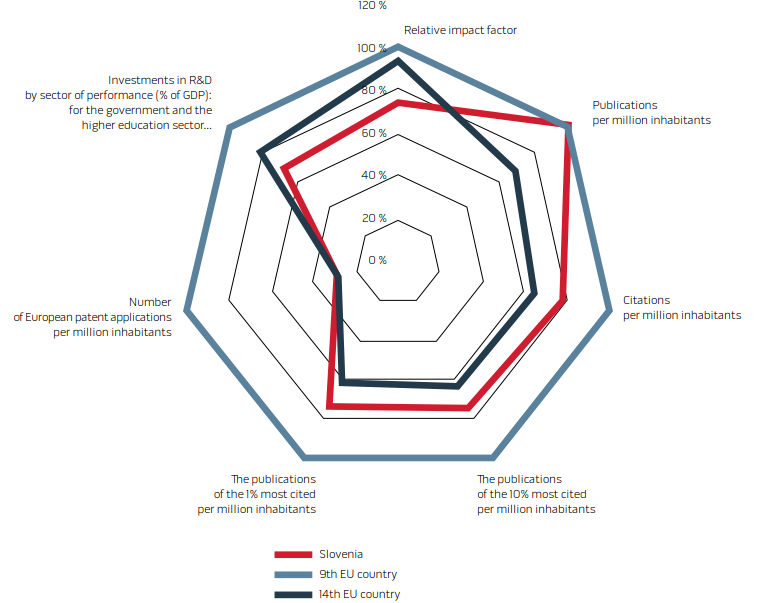 120 %
Relative impact factor
100 %
Investments in R&D
by sector of performance (% of GDP):
for the government and the
higher education sector...
80 %
Publications
per million inhabitants
60 %
40 %
20 %
0 %
Number
of European patent applications
per million inhabitants
Citations
per million inhabitants
The publications
of the 1% most cited
per million inhabitants
The publications
of the 10% most cited
per million inhabitants
Slovenia
9th EU country
14th EU country